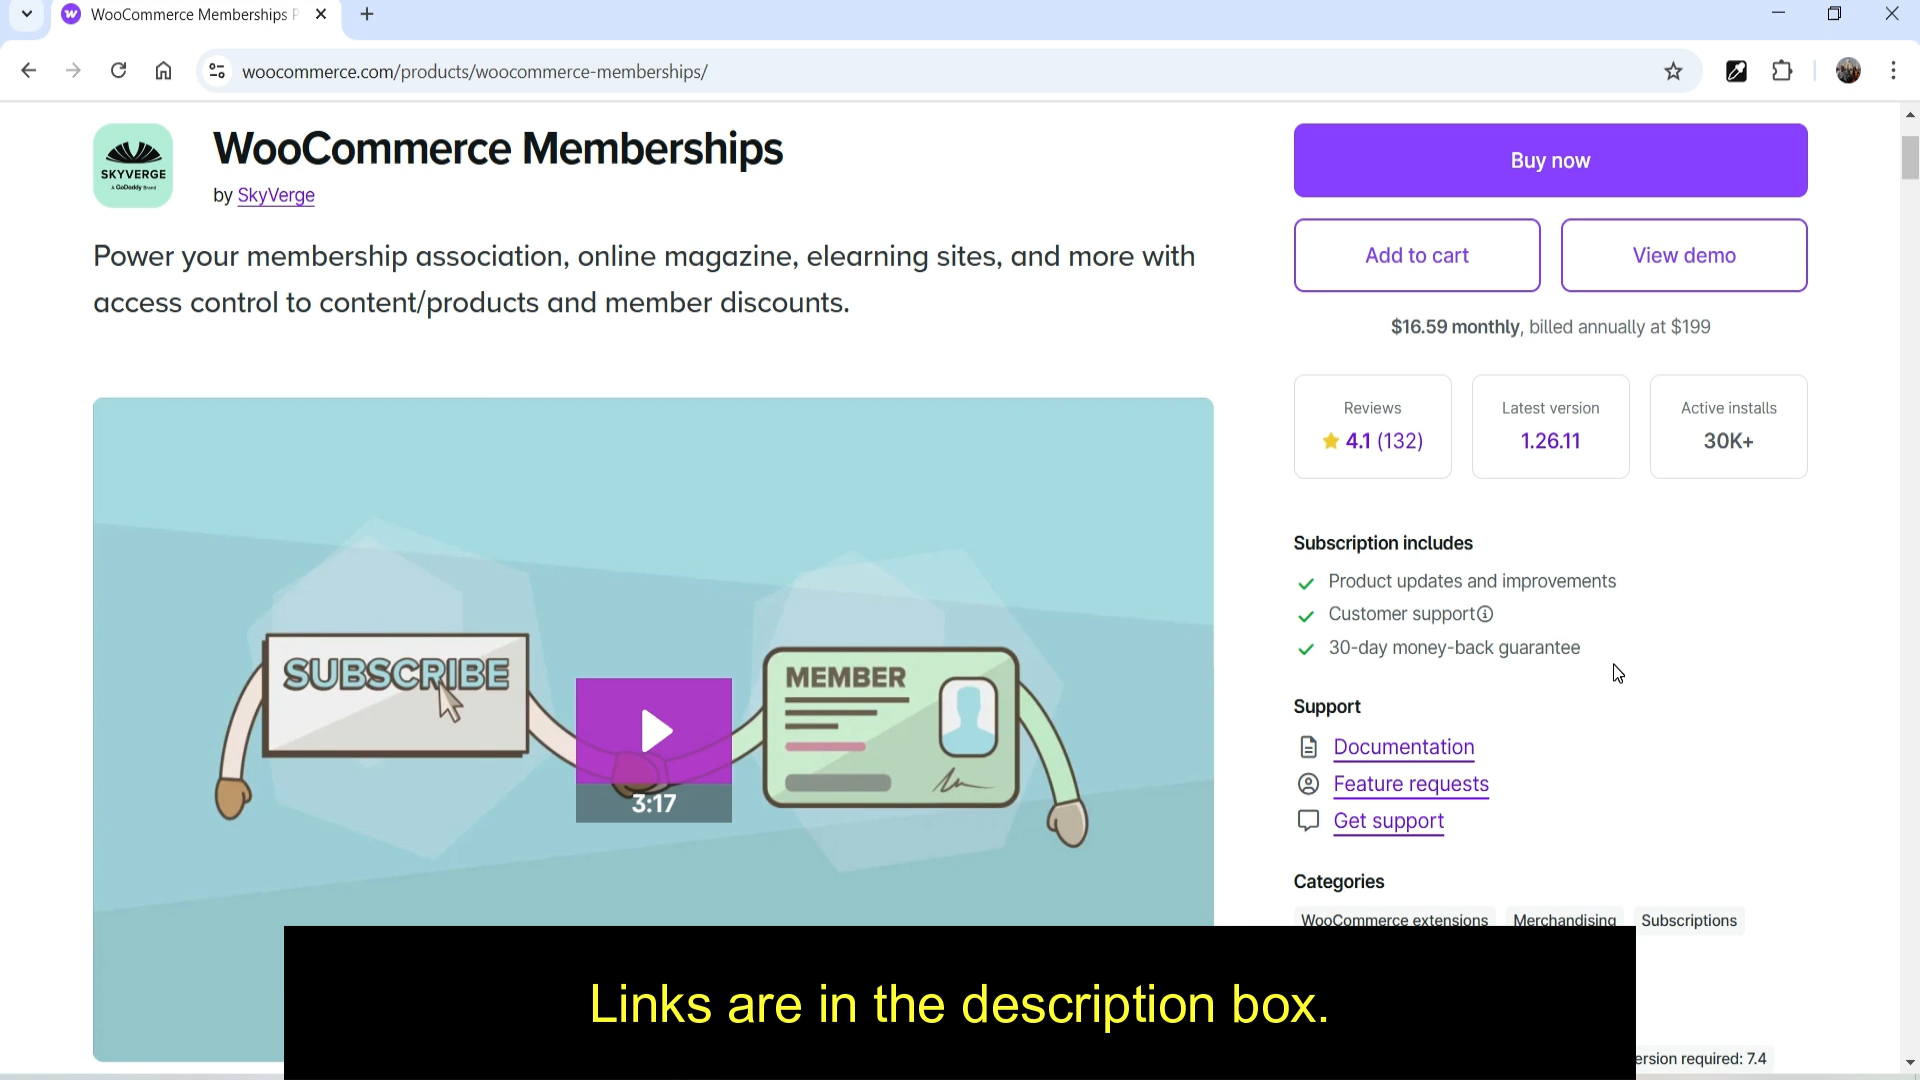 WooCommerce Memberships P
woocommerce.com/products/woocommerce-memberships/
SKYVERGE
A GoDaddy Brand
WooCommerce Memberships
by SkyVerge
Power your membership association, online magazine, elearning sites, and more with
access control to content/products and member discounts.
SUBSCRIBE
MEMBER
3:17
Buy now
Add to cart
View demo
$16.59 monthly, billed annually at $199
Reviews
4.1 (132)
Latest version
1.26.11
Active installs
30K+
Subscription includes
Product updates and improvements
Customer support
30-day money-back guarantee
Support
Documentation
Feature requests
Get support
Categories
WooCommerce extensions
Merchandising
Subscriptions
ersion required: 7.4
Links are in the description box.